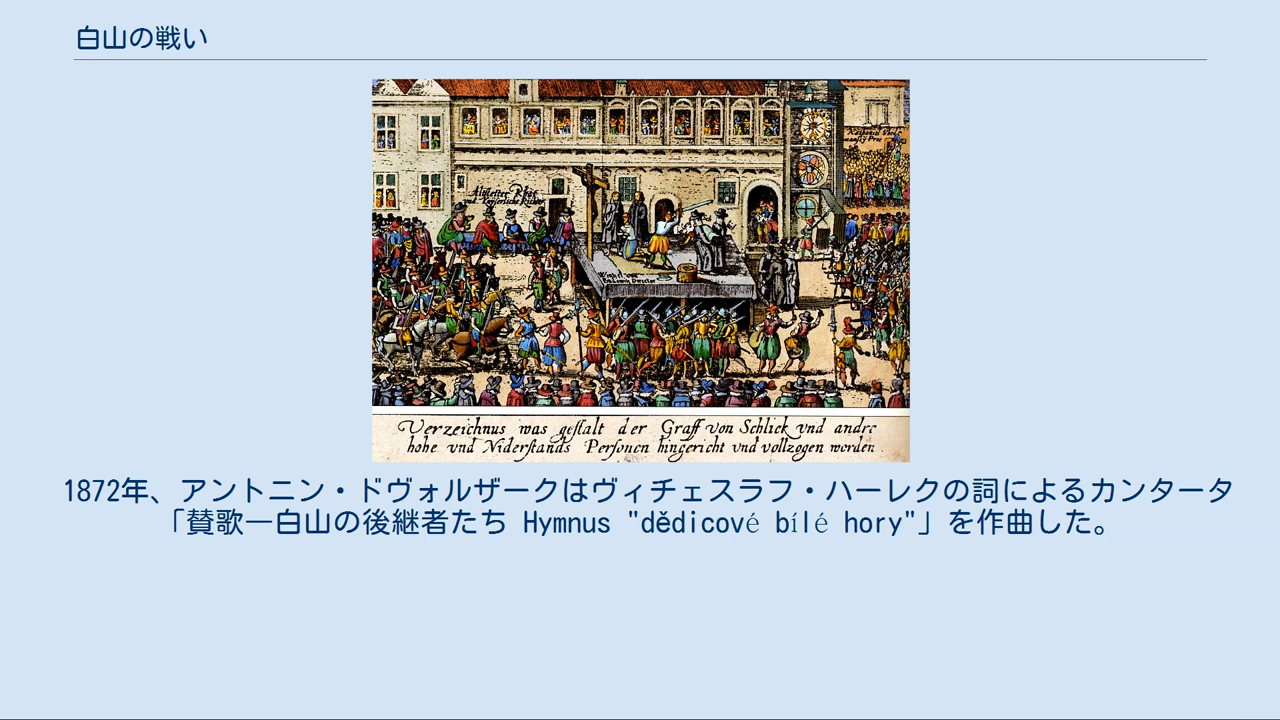 白山の戦い
Verzeichnus was gestalt der Graff von Schlick vnd andre
hohe vnd Niderstands Personen hingericht vnd vollzogen worden.
1872年、アントニン・ドヴォルザークはヴィチェスラフ・ハーレクの詞によるカンタータ
「賛歌―白山の後継者たち Hymnus "dědicové bílé hory"」を作曲した。